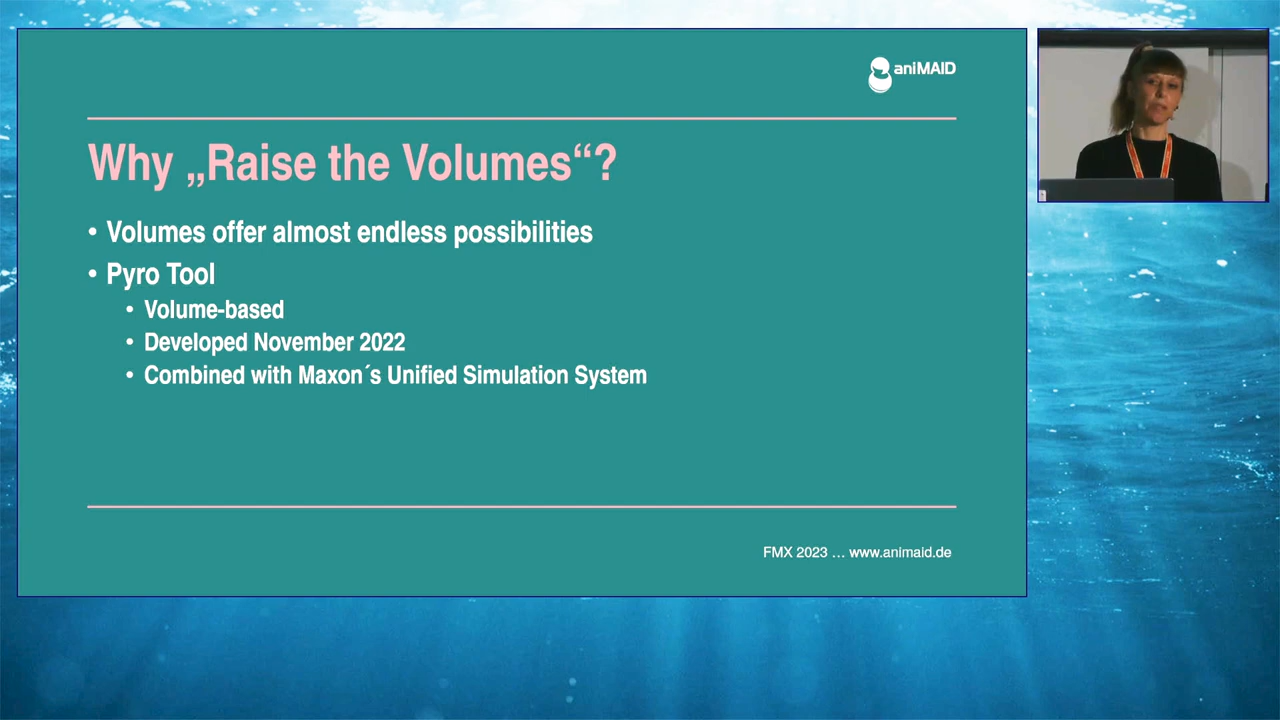 aniMAID
Why „Raise the Volumes“?
• Volumes offer almost endless possibilities
• Pyro Tool
• Volume-based
• Developed November 2022
• Combined with Maxon´s Unified Simulation System
FMX 2023 ... www.animaid.de